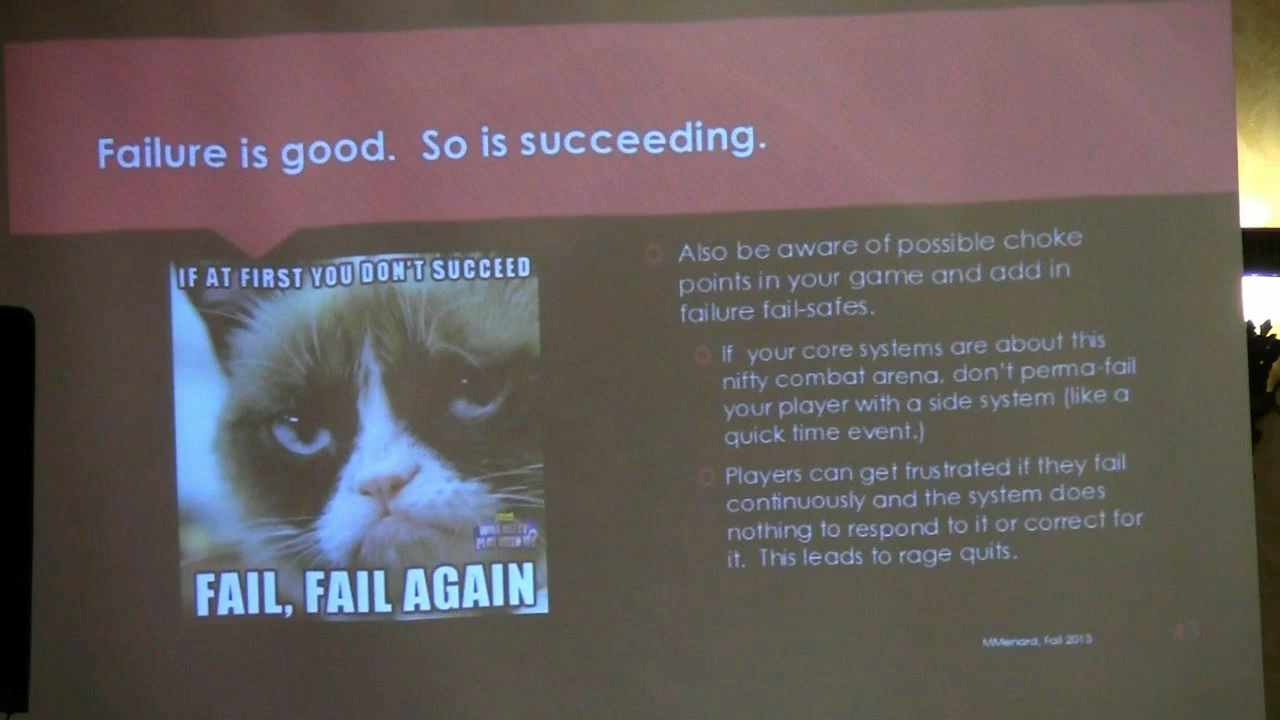 Failure is good. So is succeeding.
IF AT FIRST YOU DON'T SUCCEED
FAIL, FAIL AGAIN
Also be aware of possible choke
points in your game and add in
failure fail-safes.
If your core systems are about this
nifty combat arena, don't perma-fail
your player with a side system (like a
quick time event.)
Players can get frustrated if they fail
continuously and the system does
nothing to respond to it or correct for
it. This leads to rage quits.
MMenard, Fall 2013
43